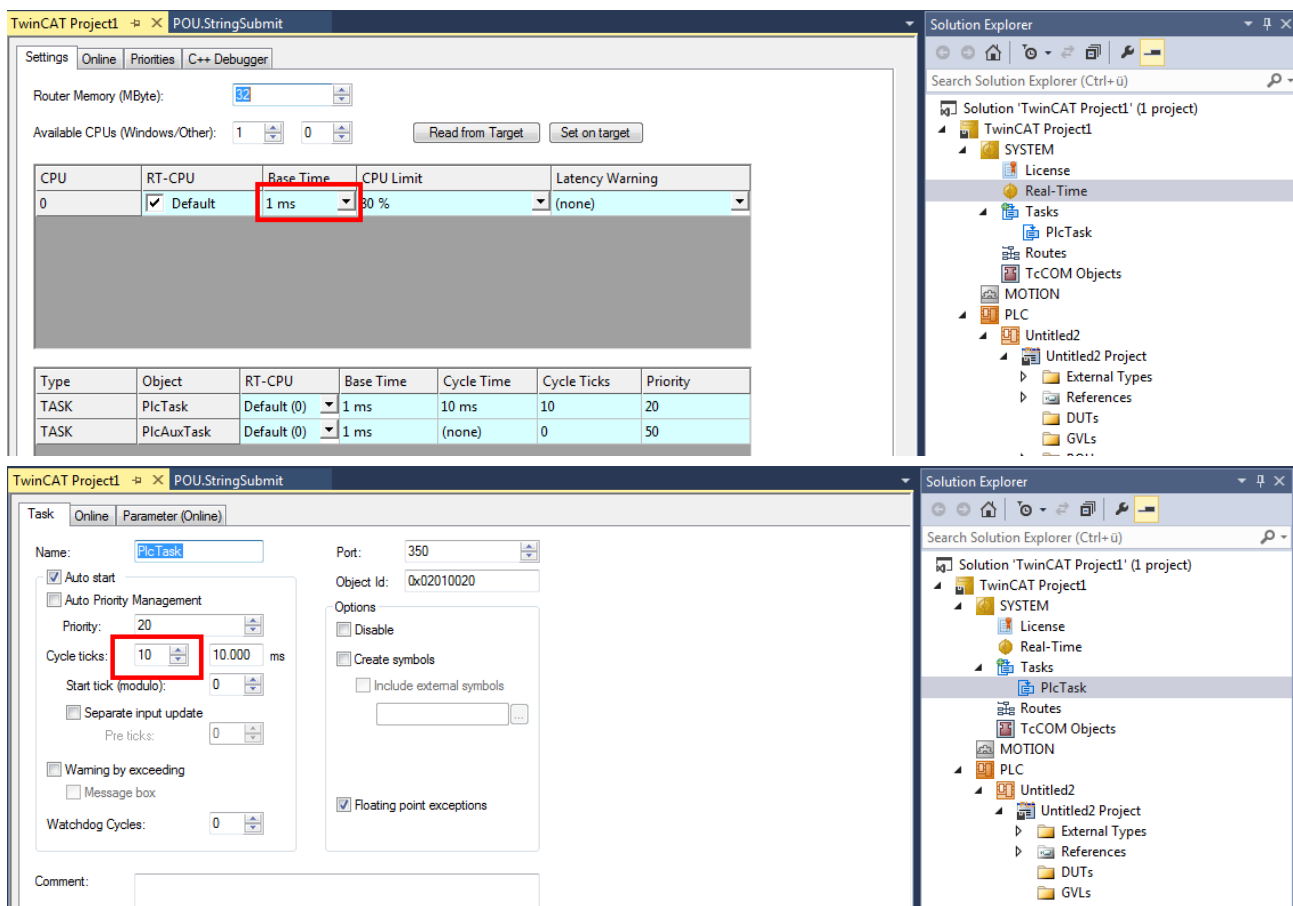 TwinCAT Project1 POU.StringSubmit
Settings Online Priorities C++ Debugger
Router Memory (MByte): 32
Available CPUs (Windows/Other): 1 0 Read from Target Set on target
CPU RT-CPU Base Time CPU Limit Latency Warning
0 Default 1 ms 80 % (none)
Type Object RT-CPU Base Time Cycle Time Cycle Ticks Priority
TASK PlcTask Default (0) 1 ms 10 ms 10 20
TASK PlcAuxTask Default (0) 1 ms (none) 0 50
Solution Explorer
Search Solution Explorer (Ctrl+ü)
Solution 'TwinCAT Project1' (1 project)
TwinCAT Project1
SYSTEM
License
Real-Time
Tasks
PlcTask
Routes
TcCOM Objects
MOTION
PLC
Untitled2
Untitled2 Project
External Types
References
DUTs
GVLs
TwinCAT Project1 POU.StringSubmit
Task Online Parameter (Online)
Name: PlcTask
Auto start
Auto Priority Management
Priority: 20
Cycle ticks: 10 10.000 ms
Start tick (modulo): 0
Separate input update
Pre ticks: 0
Warning by exceeding
Message box
Watchdog Cycles: 0
Comment:
Port: 350
Object Id: 0x02010020
Options
Disable
Create symbols
Include external symbols
...
Floating point exceptions
Solution Explorer
Search Solution Explorer (Ctrl+ü)
Solution 'TwinCAT Project1' (1 project)
TwinCAT Project1
SYSTEM
License
Real-Time
Tasks
PlcTask
Routes
TcCOM Objects
MOTION
PLC
Untitled2
Untitled2 Project
External Types
References
DUTs
GVLs